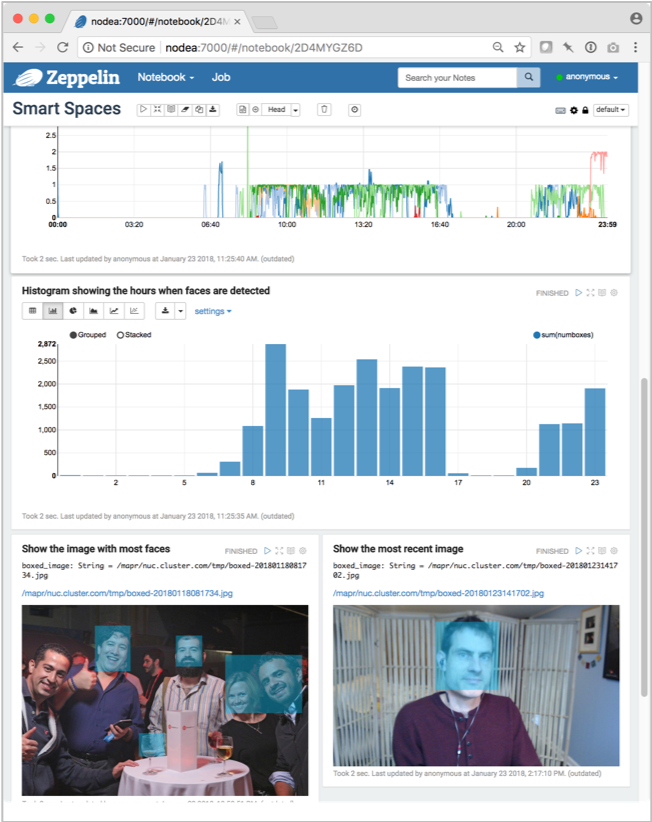 nodea:7000/#/notebook/2D4
Not Secure nodea:7000/#/notebook/2D4MYGZ6D
Zeppelin Notebook Job Search your Notes anonymous
Smart Spaces Head default
2.5
2
1.5
1
0.5
0
00:00 03:20 06:40 10:00 13:20 16:40 20:00 23:59
Took 2 sec. Last updated by anonymous at January 23 2018, 11:25:40 AM. (outdated)
Histogram showing the hours when faces are detected FINISHED
settings
Grouped Stacked sum(numboxes)
2,872
2,500
2,000
1,500
1,000
500
0
2 5 8 11 14 17 20 23
Took 2 sec. Last updated by anonymous at January 23 2018, 11:25:35 AM. (outdated)
Show the image with most faces FINISHED
boxed_image: String = /mapr/nuc.cluster.com/tmp/boxed-201801180817
34.jpg
/mapr/nuc.cluster.com/tmp/boxed-20180118081734.jpg
Show the most recent image FINISHED
boxed_image: String = /mapr/nuc.cluster.com/tmp/boxed-201801231417
02.jpg
/mapr/nuc.cluster.com/tmp/boxed-20180123141702.jpg
Took 2 sec. Last updated by anonymous at January 23 2018, 2:17:10 PM. (outdated)